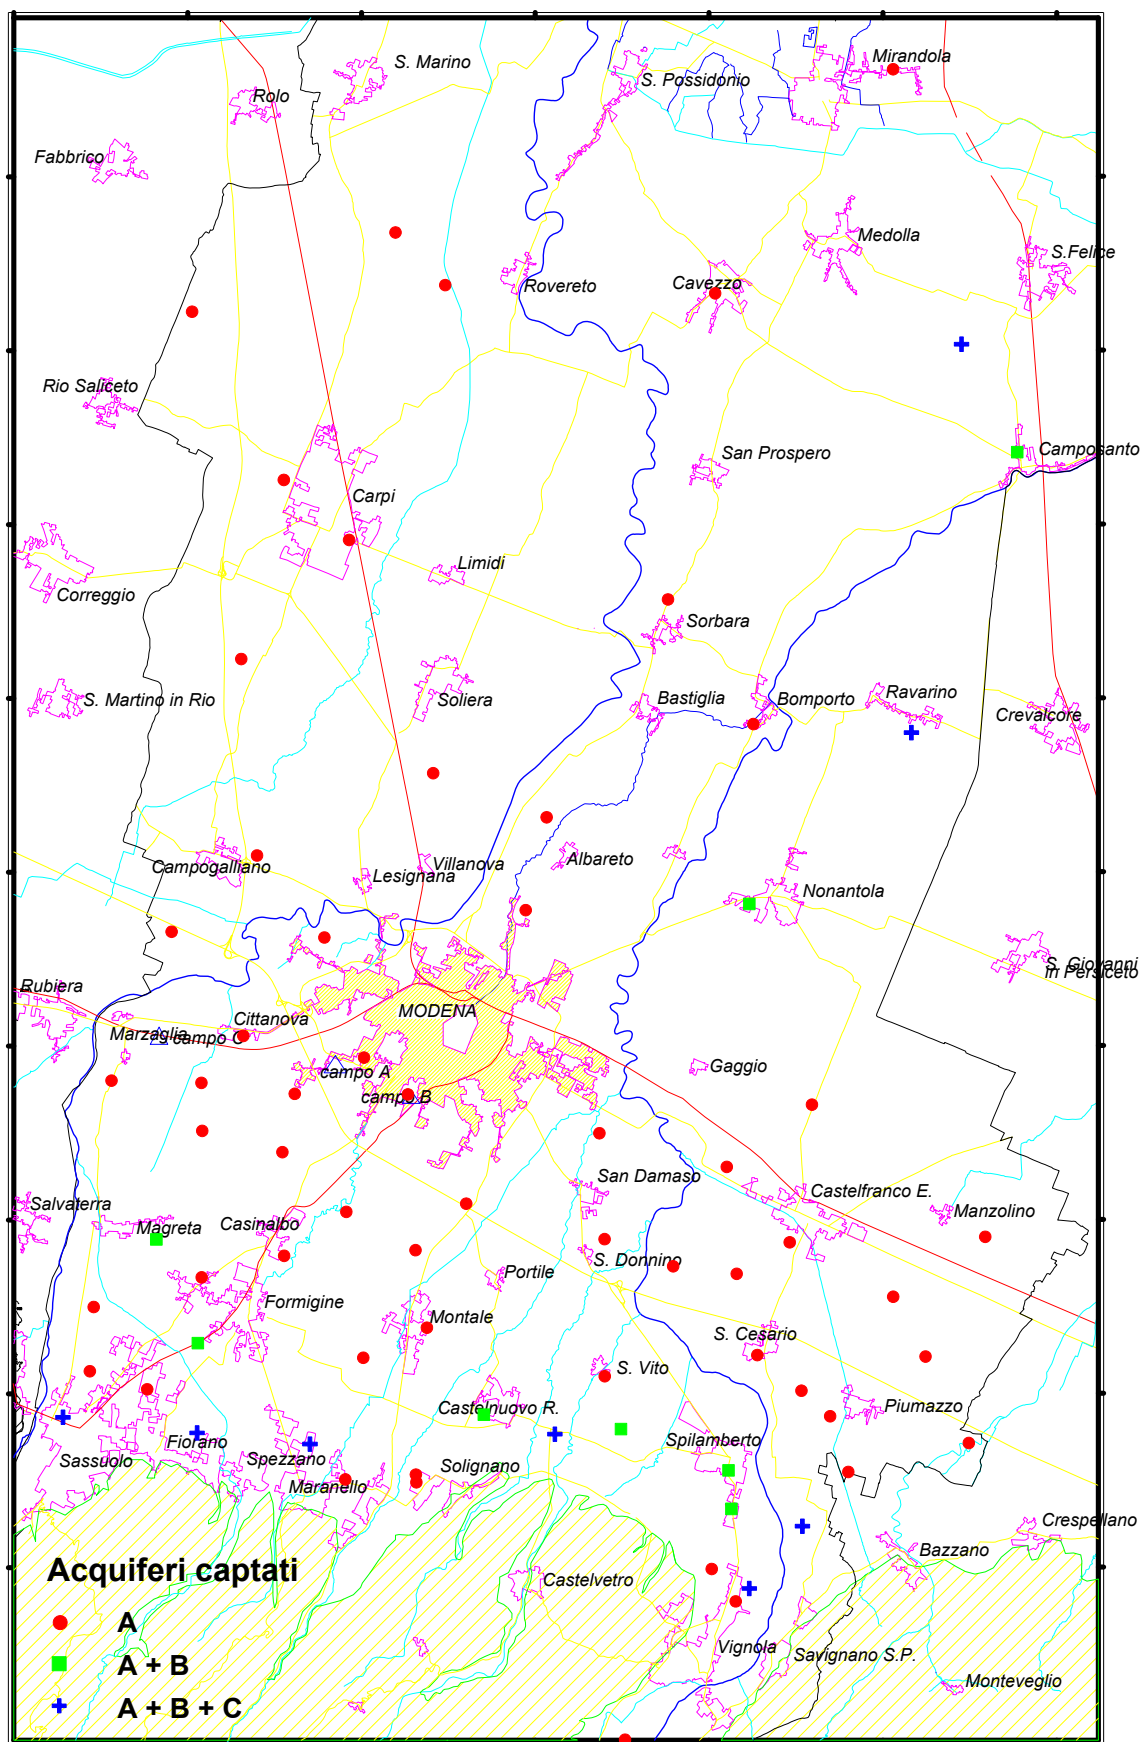 S. Marino
Mirandola
S. Possidonio
Rolo
Fabbrico
Medolla
S.Felice
Rovereto
Cavezzo
Rio Saliceto
San Prospero
Camposanto
Carpi
Limidi
Correggio
Sorbara
S. Martino in Rio
Soliera
Bastiglia
Bomporto
Ravarino
Crevalcore
Campogalliano
Lesignana
Villanova
Albareto
Nonantola
S. Giovanni
in Persiceto
Rubiera
Cittanova
MODENA
Marzaglia
campo C
campo A
Gaggio
campo B
San Damaso
Castelfranco E.
Salvaterra
Magreta
Casinalbo
Manzolino
S. Donnino
Portile
Formigine
Montale
S. Cesario
S. Vito
Castelnuovo R.
Piumazzo
Fiorano
Spilamberto
Sassuolo
Spezzano
Solignano
Maranello
Crespellano
Bazzano
Acquiferi captati
Castelvetro
A
Vignola
Savignano S.P.
A + B
Monteveglio
A + B + C